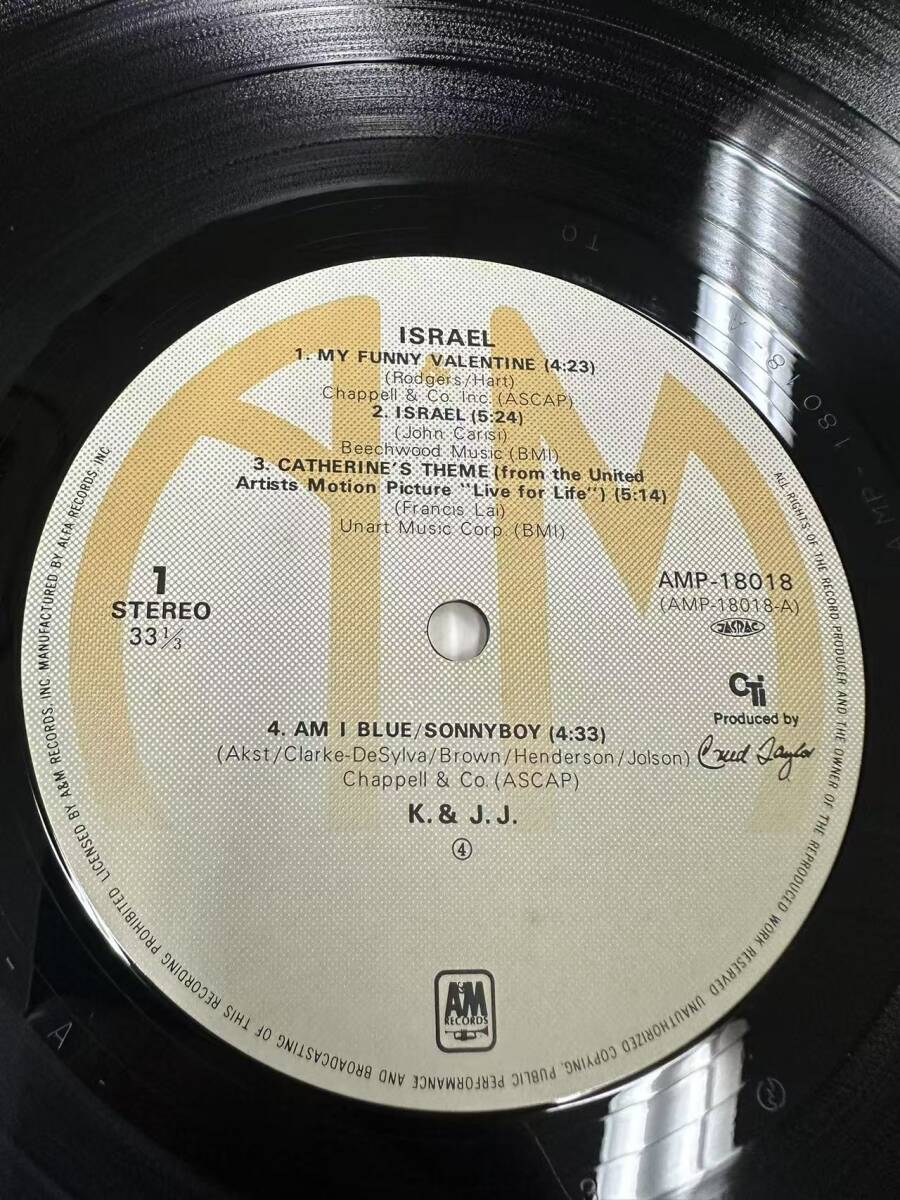 ISRAEL
1. MY FUNNY VALENTINE (4:23)
(Rodgers/Hart)
Chappell & Co. Inc. (ASCAP)
2. ISRAEL (5:24)
(John Carisi)
Beechwood Music (BMI)
3. CATHERINE'S THEME (from the United
Artists Motion Picture "Live for Life") (5:14)
(Francis Lai)
Unart Music Corp. (BMI)
1
STEREO
33 1/3
AMP-18018
(AMP-18018-A)
JASRAC
CTi
Produced by
Creed Taylor
4. AM I BLUE/SONNYBOY (4:33)
(Akst/Clarke-DeSylva/Brown/Henderson/Jolson)
Chappell & Co. (ASCAP)
K. & J.J.
④
A&M
RECORDS
ALL RIGHTS OF THE RECORD PRODUCER AND THE OWNER OF THE REPRODUCED WORK RESERVED. UNAUTHORIZED COPYING, PUBLIC PERFORMANCE AND BROADCASTING OF THIS RECORDING PROHIBITED LICENSED BY A&M RECORDS, INC MANUFACTURED BY ALFA RECORDS, INC
TO
AMP-18018
A